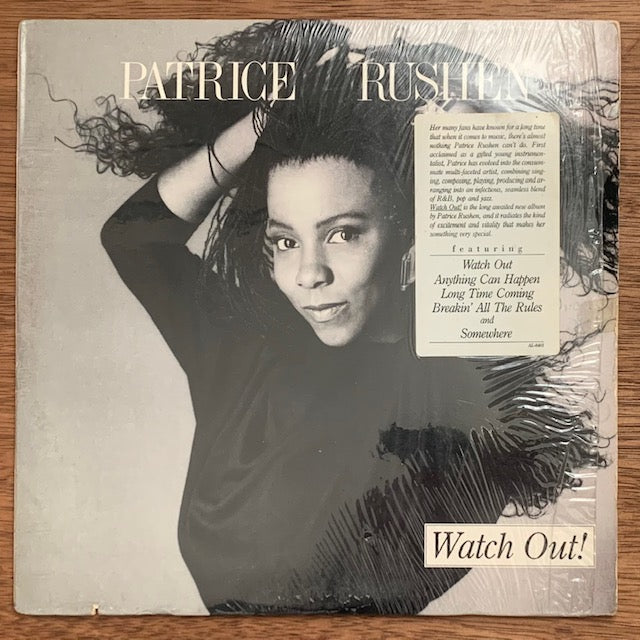 PATRICE RUSHEN
Her many fans have known for a long time
that when it comes to music, there's almost
nothing Patrice Rushen can't do. First
acclaimed as a gifted young instrumen-
talist, Patrice has evolved into the consum-
mate multi-faceted artist, combining sing-
ing, composing, playing, producing and ar-
ranging into an infectious, seamless blend
of R&B, pop and jazz.
Watch Out! is the long awaited new album
by Patrice Rushen, and it radiates the kind
of excitement and vitality that makes her
something very special.
featuring
Watch Out
Anything Can Happen
Long Time Coming
Breakin' All The Rules
and
Somewhere
AL-8401
Watch Out!